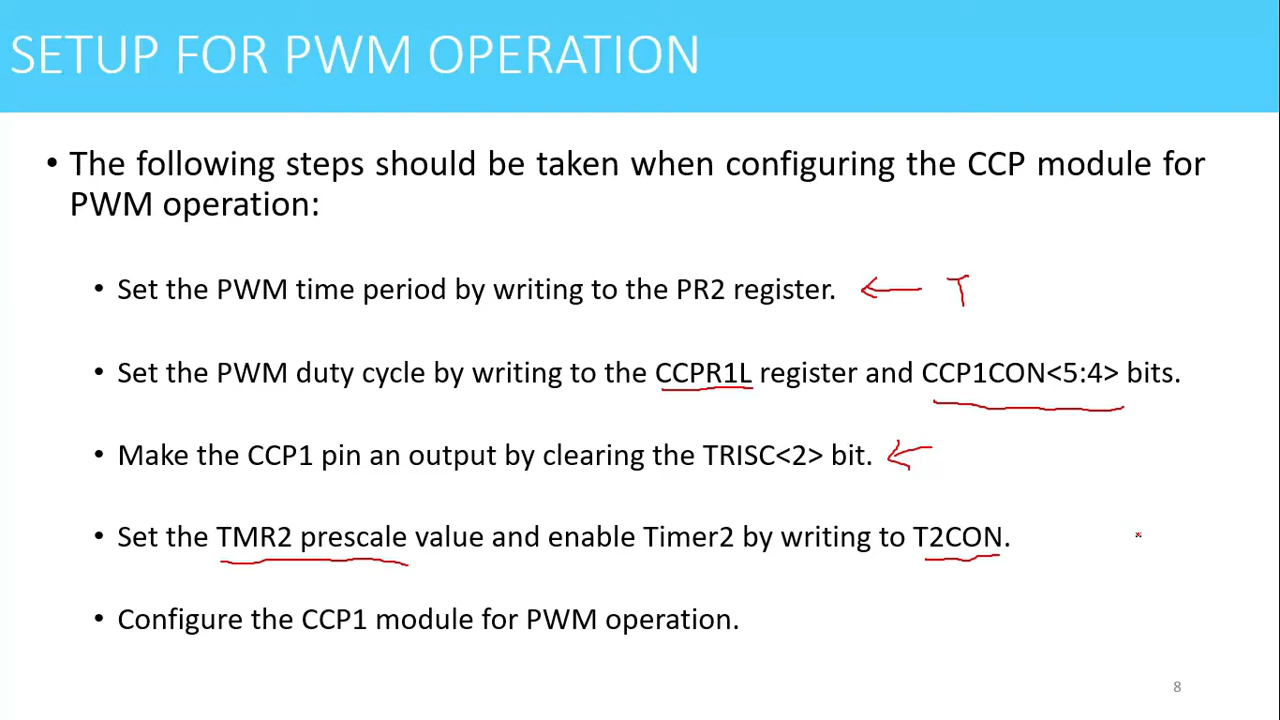 SETUP FOR PWM OPERATION
• The following steps should be taken when configuring the CCP module for
PWM operation:
• Set the PWM time period by writing to the PR2 register. ← T
• Set the PWM duty cycle by writing to the CCPR1L register and CCP1CON<5:4> bits.
• Make the CCP1 pin an output by clearing the TRISC<2> bit. ←
• Set the TMR2 prescale value and enable Timer2 by writing to T2CON.
• Configure the CCP1 module for PWM operation.
8